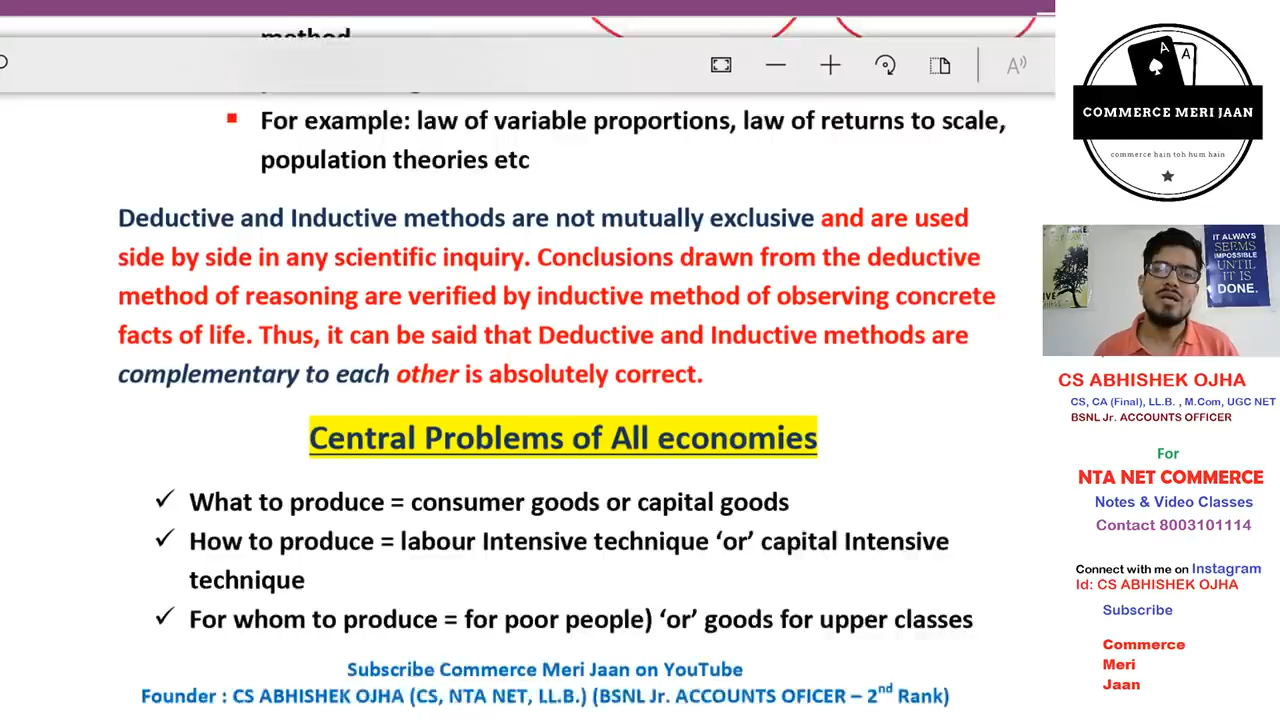 method
A
A
COMMERCE MERI JAAN
commerce hain toh hum hain
For example: law of variable proportions, law of returns to scale,
population theories etc
Deductive and Inductive methods are not mutually exclusive and are used
side by side in any scientific inquiry. Conclusions drawn from the deductive
method of reasoning are verified by inductive method of observing concrete
facts of life. Thus, it can be said that Deductive and Inductive methods are
complementary to each other is absolutely correct.
Central Problems of All economies
What to produce = consumer goods or capital goods
How to produce = labour Intensive technique ‘or’ capital Intensive
technique
For whom to produce = for poor people) ‘or’ goods for upper classes
Subscribe Commerce Meri Jaan on YouTube
Founder : CS ABHISHEK OJHA (CS, NTA NET, LL.B.) (BSNL Jr. ACCOUNTS OFICER – 2nd Rank)
IT ALWAYS
SEEMS
IMPOSSIBLE
UNTIL
IT IS
DONE.
CS ABHISHEK OJHA
CS, CA (Final), LL.B. , M.Com, UGC NET
BSNL Jr. ACCOUNTS OFFICER
For
NTA NET COMMERCE
Notes & Video Classes
Contact 8003101114
Connect with me on Instagram
Id: CS ABHISHEK OJHA
Subscribe
Commerce
Meri
Jaan